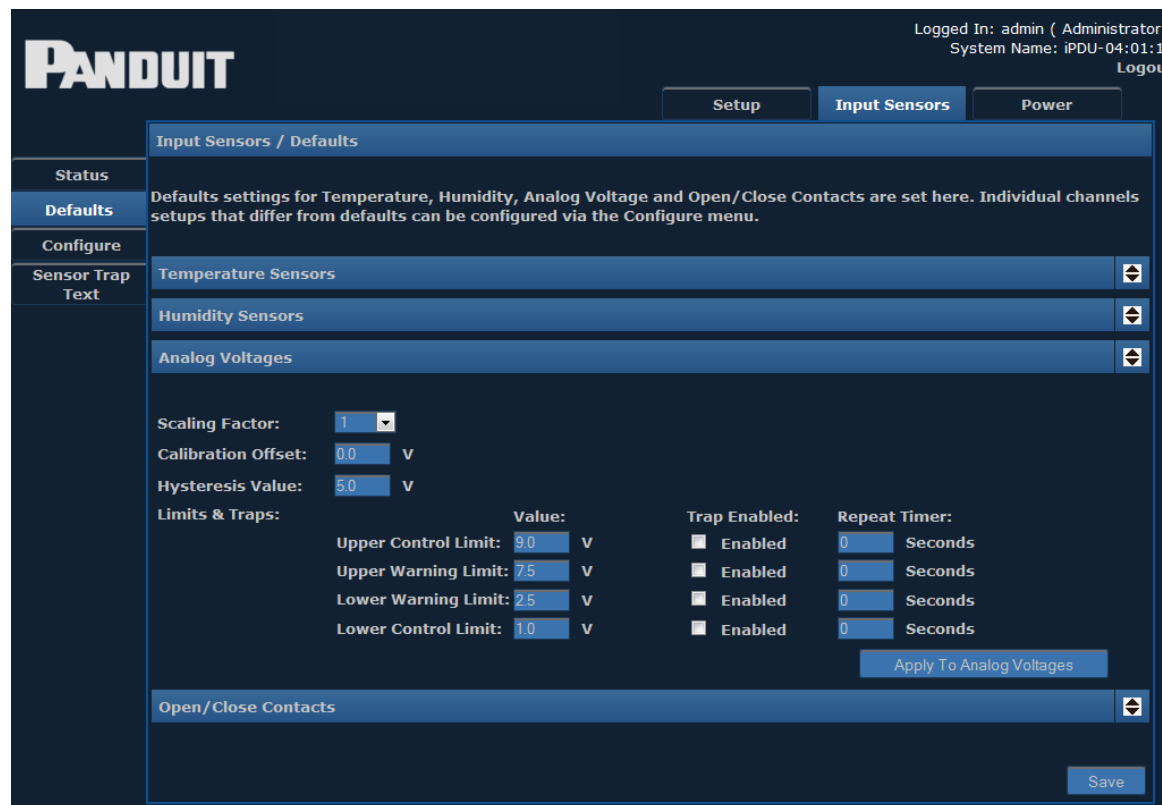 Logged In: admin ( Administrator
System Name: iPDU-04:01:1
Logou
PANDUIT
Setup Input Sensors Power
Input Sensors / Defaults
Status
Defaults
Configure
Sensor Trap
Text
Defaults settings for Temperature, Humidity, Analog Voltage and Open/Close Contacts are set here. Individual channels
setups that differ from defaults can be configured via the Configure menu.
Temperature Sensors
Humidity Sensors
Analog Voltages
Scaling Factor: 1
Calibration Offset: 0.0 V
Hysteresis Value: 5.0 V
Limits & Traps: Value: Trap Enabled: Repeat Timer:
Upper Control Limit: 9.0 V Enabled 0 Seconds
Upper Warning Limit: 7.5 V Enabled 0 Seconds
Lower Warning Limit: 2.5 V Enabled 0 Seconds
Lower Control Limit: 1.0 V Enabled 0 Seconds
Apply To Analog Voltages
Open/Close Contacts
Save